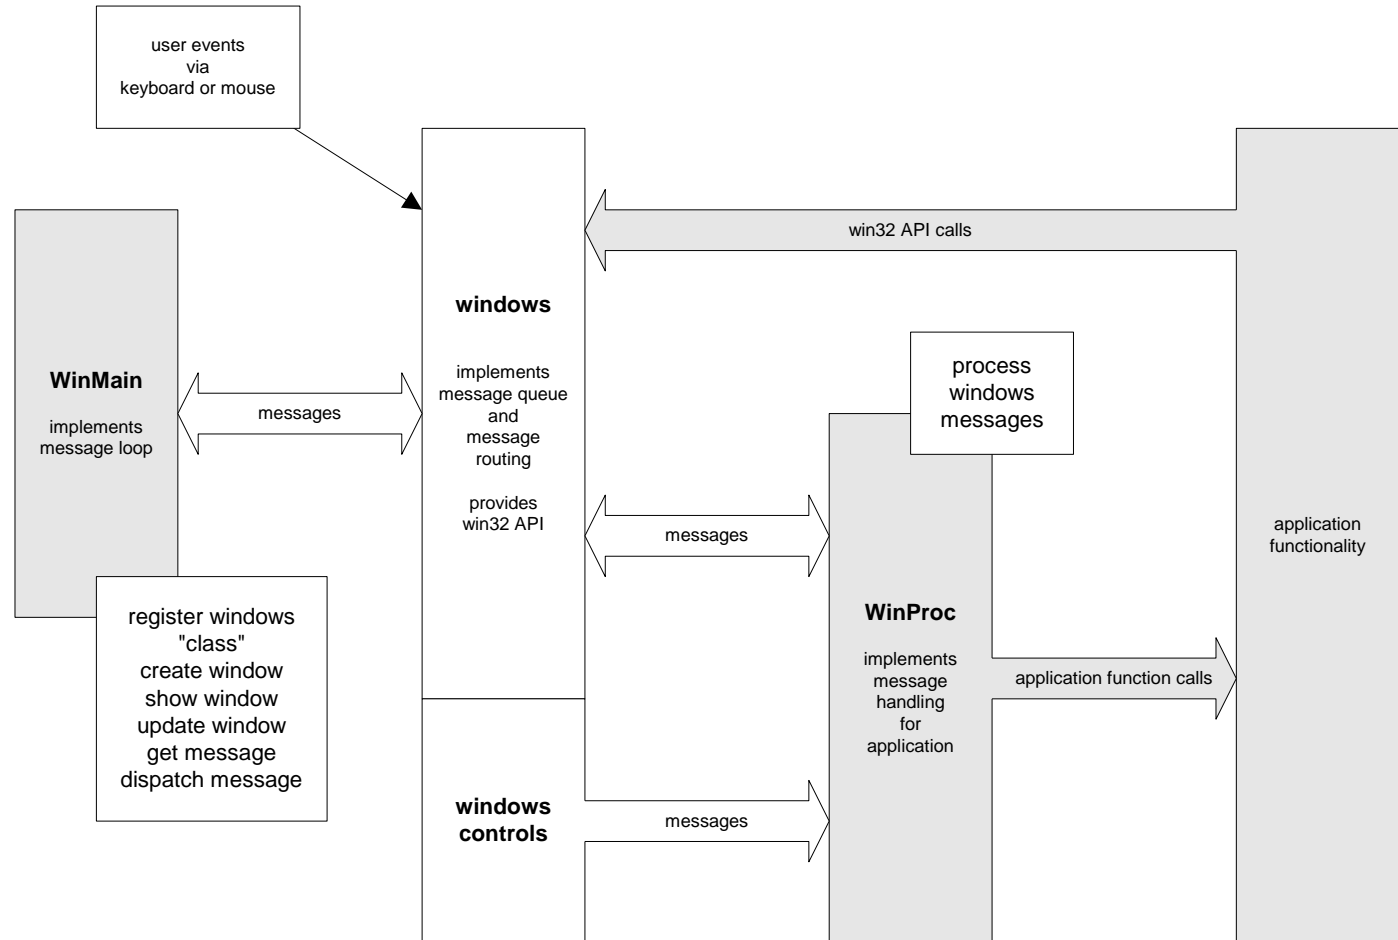 user events
via
keyboard or mouse
win32 API calls
windows
implements
message queue
and
message
routing
provides
win32 API
WinMain
implements
message loop
messages
process
windows
messages
messages
application
functionality
register windows
"class"
create window
show window
update window
get message
dispatch message
WinProc
implements
message
handling
for
application
application function calls
windows
controls
messages